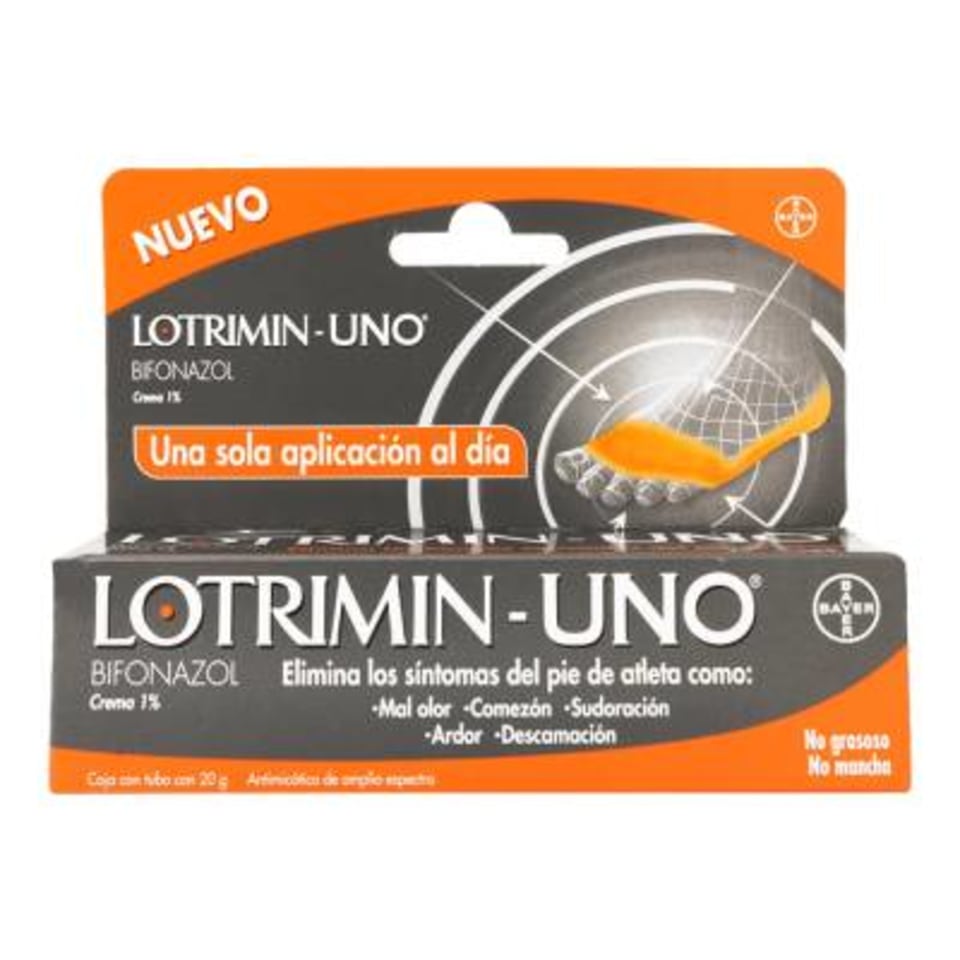 NUEVO
BAYER
LOTRIMIN-UNO®
BIFONAZOL
Crema 1%
Una sola aplicación al día
LOTRIMIN-UNO
LOTRIMIN-UNO®
BAYER
BAYER
BIFONAZOL
Elimina los síntomas del pie de atleta como:
Crema 1%
•Mal olor •Comezón •Sudoración
•Ardor •Descamación
No grasoso
No mancha
Caja con tubo con 20 g Antimicótico de amplio espectro